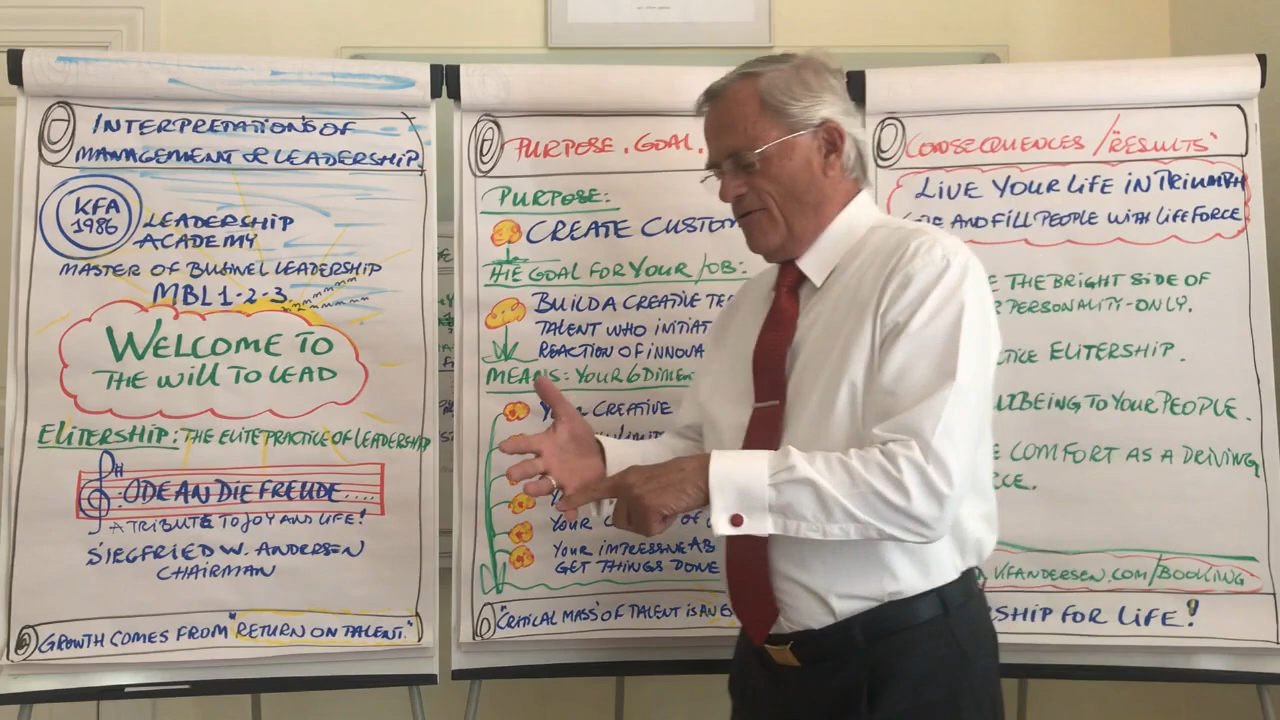 INTERPRETATIONS OF
MANAGEMENT & LEADERSHIP.
KFA
1986
LEADERSHIP
ACADEMY
MASTER OF BUSINEL LEADERSHIP
MBL 1-2-3
WELCOME TO
THE WILL TO LEAD
ELITERSHIP: THE ELITE PRACTICE OF LEADERSHIP
ODE AN DIE FREUDE....
A TRIBUTE TO JOY AND LIFE!
SIEGFRIED W. ANDERSEN
CHAIRMAN
GROWTH COMES FROM "RETURN ON TALENT."
PURPOSE. GOAL.
PURPOSE:
CREATE CUSTOM
THE GOAL FOR YOUR JOB:
BUILD A CREATIVE TE
TALENT WHO INITIAT
REACTION OF INNOVA
MEANS: YOUR 6 DIMEN
YOUR CREATIVE
YOUR
YOUR IMPRESSIVE AB
GET THINGS DONE
"CRITICAL MASS" OF TALENT IS AN E
CONSEQUENCES/"RESULTS"
LIVE YOUR LIFE IN TRIUMPH
AND FILL PEOPLE WITH LIFE FORCE
THE BRIGHT SIDE OF
PERSONALITY-ONLY.
TICE ELITERSHIP.
LLBEING TO YOUR PEOPLE.
COMFORT AS A DRIVING
CE.
KFANDERSEN.COM/BOOKING
SHIP FOR LIFE!